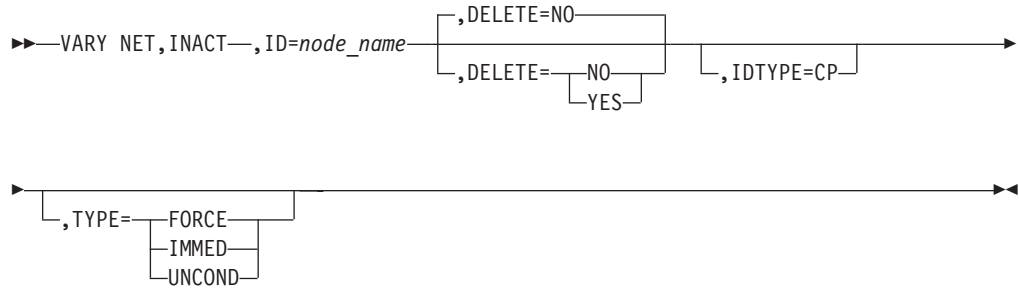 ,DELETE=NO
VARY NET,INACT ,ID=node_name
,DELETE= NO
YES
,IDTYPE=CP
,TYPE= FORCE
IMMED
UNCOND